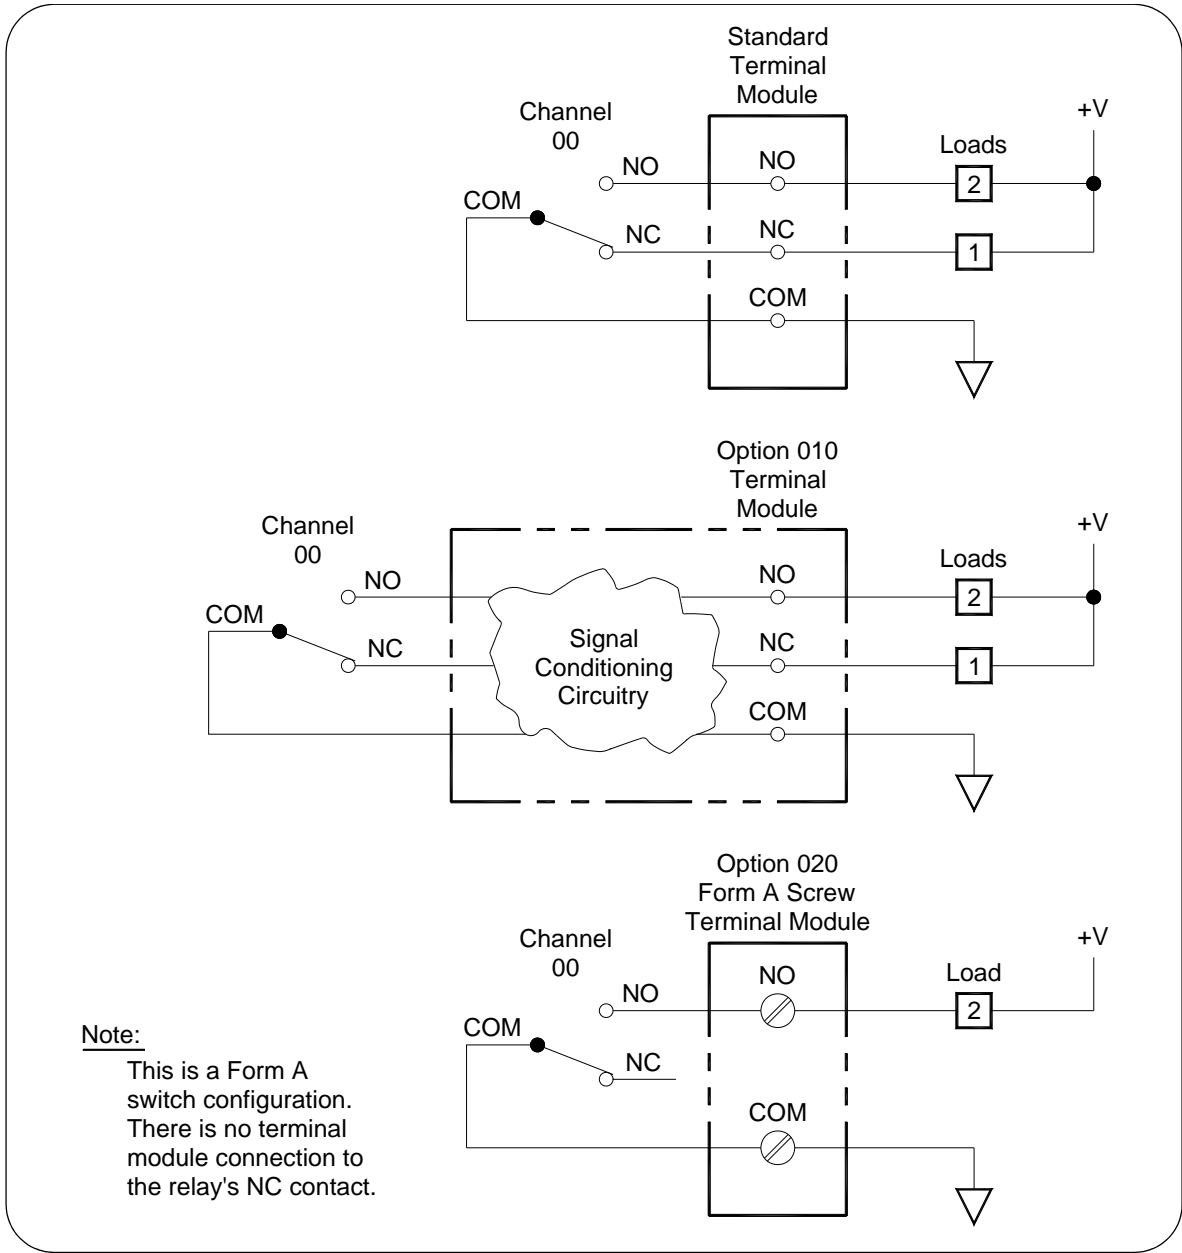 Standard
Terminal
Module
Channel
00
+V
Loads
NO
NO
2
COM
NC
NC
1
COM
Option 010
Terminal
Module
Channel
00
+V
Loads
NO
NO
2
COM
NC
NC
1
Signal
Conditioning
Circuitry
COM
Option 020
Form A Screw
Terminal Module
Channel
00
+V
Load
NO
NO
2
COM
NC
COM
Note:
This is a Form A
switch configuration.
There is no terminal
module connection to
the relay's NC contact.